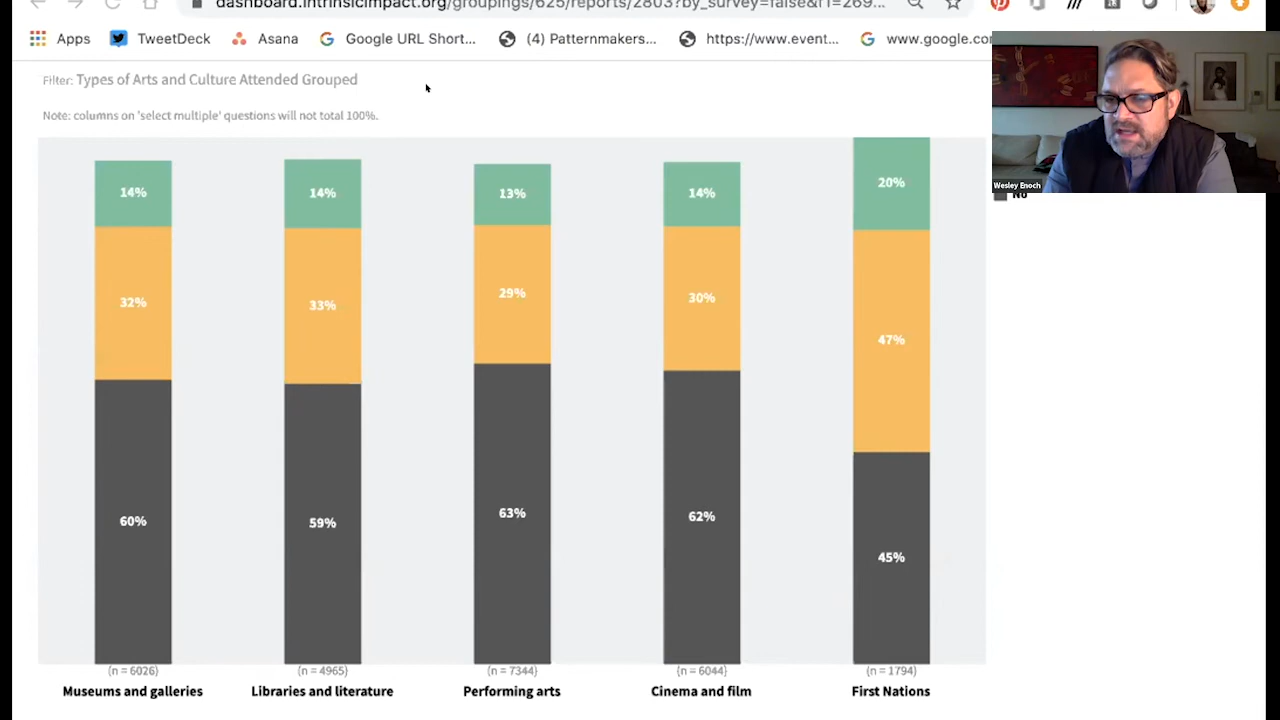 dashboard.intrinsicimpact.org/groupings/625/reports/2803?by_survey=false&r1=269...
Apps TweetDeck Asana Google URL Short... (4) Patternmakers... https://www.event... www.google.co
Filter: Types of Arts and Culture Attended Grouped
Note: columns on 'select multiple' questions will not total 100%.
14% 14% 13% 14% 20%
32% 33% 29% 30% 47%
60% 59% 63% 62% 45%
(n = 6026) (n = 4965) (n = 7344) (n = 6044) (n = 1794)
Museums and galleries Libraries and literature Performing arts Cinema and film First Nations
Wesley Enoch
No